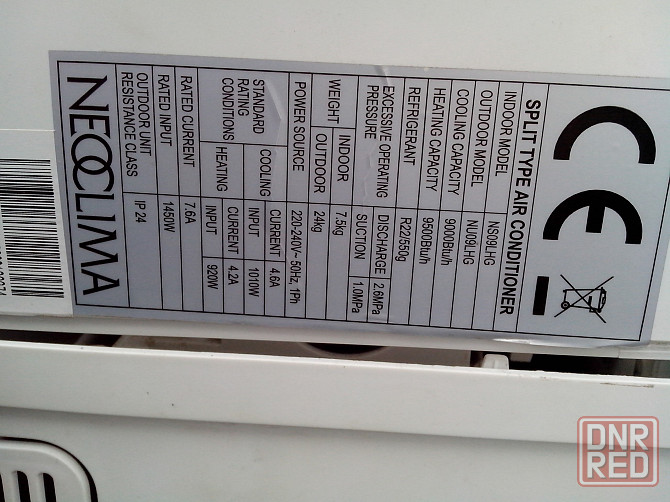 SPLIT TYPE AIR CONDITIONER
INDOOR MODEL NS09LHG
OUTDOOR MODEL NU09LHG
COOLING CAPACITY 9000Btu/h
HEATING CAPACITY 9500Btu/h
REFRIGERANT R22/550g
EXCESSIVE OPERATING PRESSURE DISCHARGE 2.6MPa
SUCTION 1.0MPa
WEIGHT INDOOR 7.5kg
OUTDOOR 24kg
POWER SOURCE 220-240V~ 50Hz, 1Ph
STANDARD RATING CONDITIONS COOLING CURRENT 4.6A
INPUT 1010W
HEATING CURRENT 4.2A
INPUT 920W
RATED CURRENT 7.6A
RATED INPUT 1450W
OUTDOOR UNIT RESISTANCE CLASS IP 24
NEOCLIMA
DNR
RED